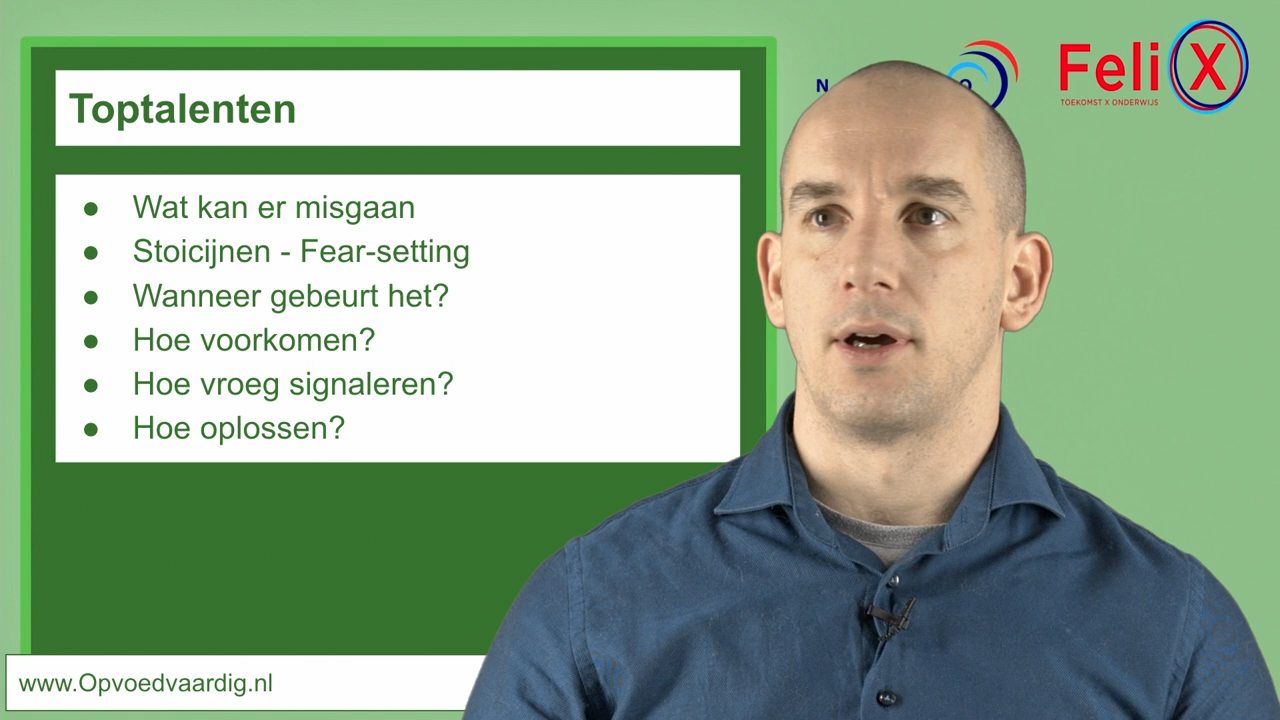 Toptalenten
● Wat kan er misgaan
● Stoicijnen - Fear-setting
● Wanneer gebeurt het?
● Hoe voorkomen?
● Hoe vroeg signaleren?
● Hoe oplossen?
N O
FeliX
TOEKOMST X ONDERWIJS
www.Opvoedvaardig.nl